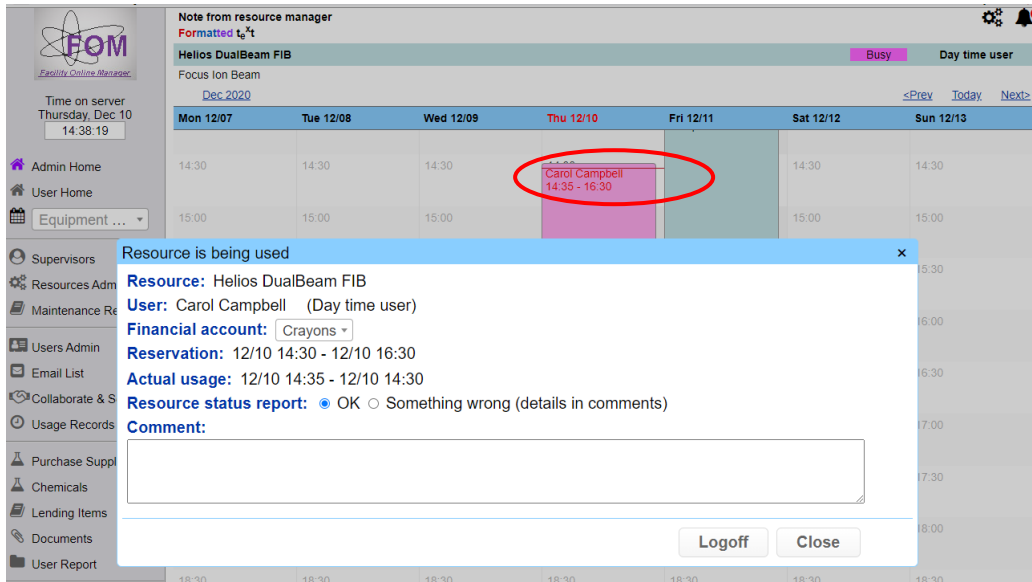 FOM
Facility Online Manager
Time on server
Thursday, Dec 10
14:38:19
Admin Home
User Home
Equipment ...
Supervisors
Resources Adm
Maintenance Re
Users Admin
Email List
Collaborate & S
Usage Records
Purchase Suppl
Chemicals
Lending Items
Documents
User Report
Note from resource manager
Formatted text
Helios DualBeam FIB Busy Day time user
Focus Ion Beam
Dec 2020 <Prev Today Next>
Mon 12/07 Tue 12/08 Wed 12/09 Thu 12/10 Fri 12/11 Sat 12/12 Sun 12/13
14:30 14:30 14:30 14:30 14:30
Carol Campbell
14:35 - 16:30
15:00 15:00 15:00 15:00 15:00
Resource is being used ×
Resource: Helios DualBeam FIB
User: Carol Campbell (Day time user)
Financial account: Crayons
Reservation: 12/10 14:30 - 12/10 16:30
Actual usage: 12/10 14:35 - 12/10 14:30
Resource status report: OK Something wrong (details in comments)
Comment:
Logoff Close
15:30
16:00
16:30
17:00
17:30
18:00
18:30 18:30 18:30 18:30 18:30 18:30 18:30